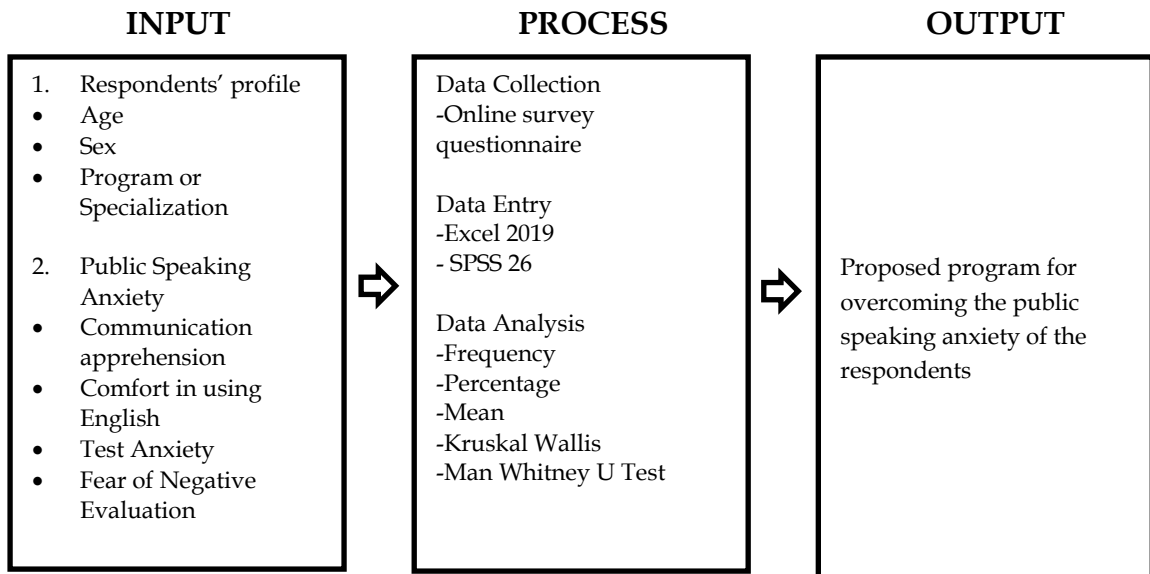 INPUT
1. Respondents' profile
• Age
• Sex
• Program or
Specialization
2. Public Speaking
Anxiety
• Communication
apprehension
• Comfort in using
English
• Test Anxiety
• Fear of Negative
Evaluation
PROCESS
Data Collection
-Online survey
questionnaire
Data Entry
-Excel 2019
- SPSS 26
Data Analysis
-Frequency
-Percentage
-Mean
-Kruskal Wallis
-Man Whitney U Test
OUTPUT
Proposed program for
overcoming the public
speaking anxiety of the
respondents